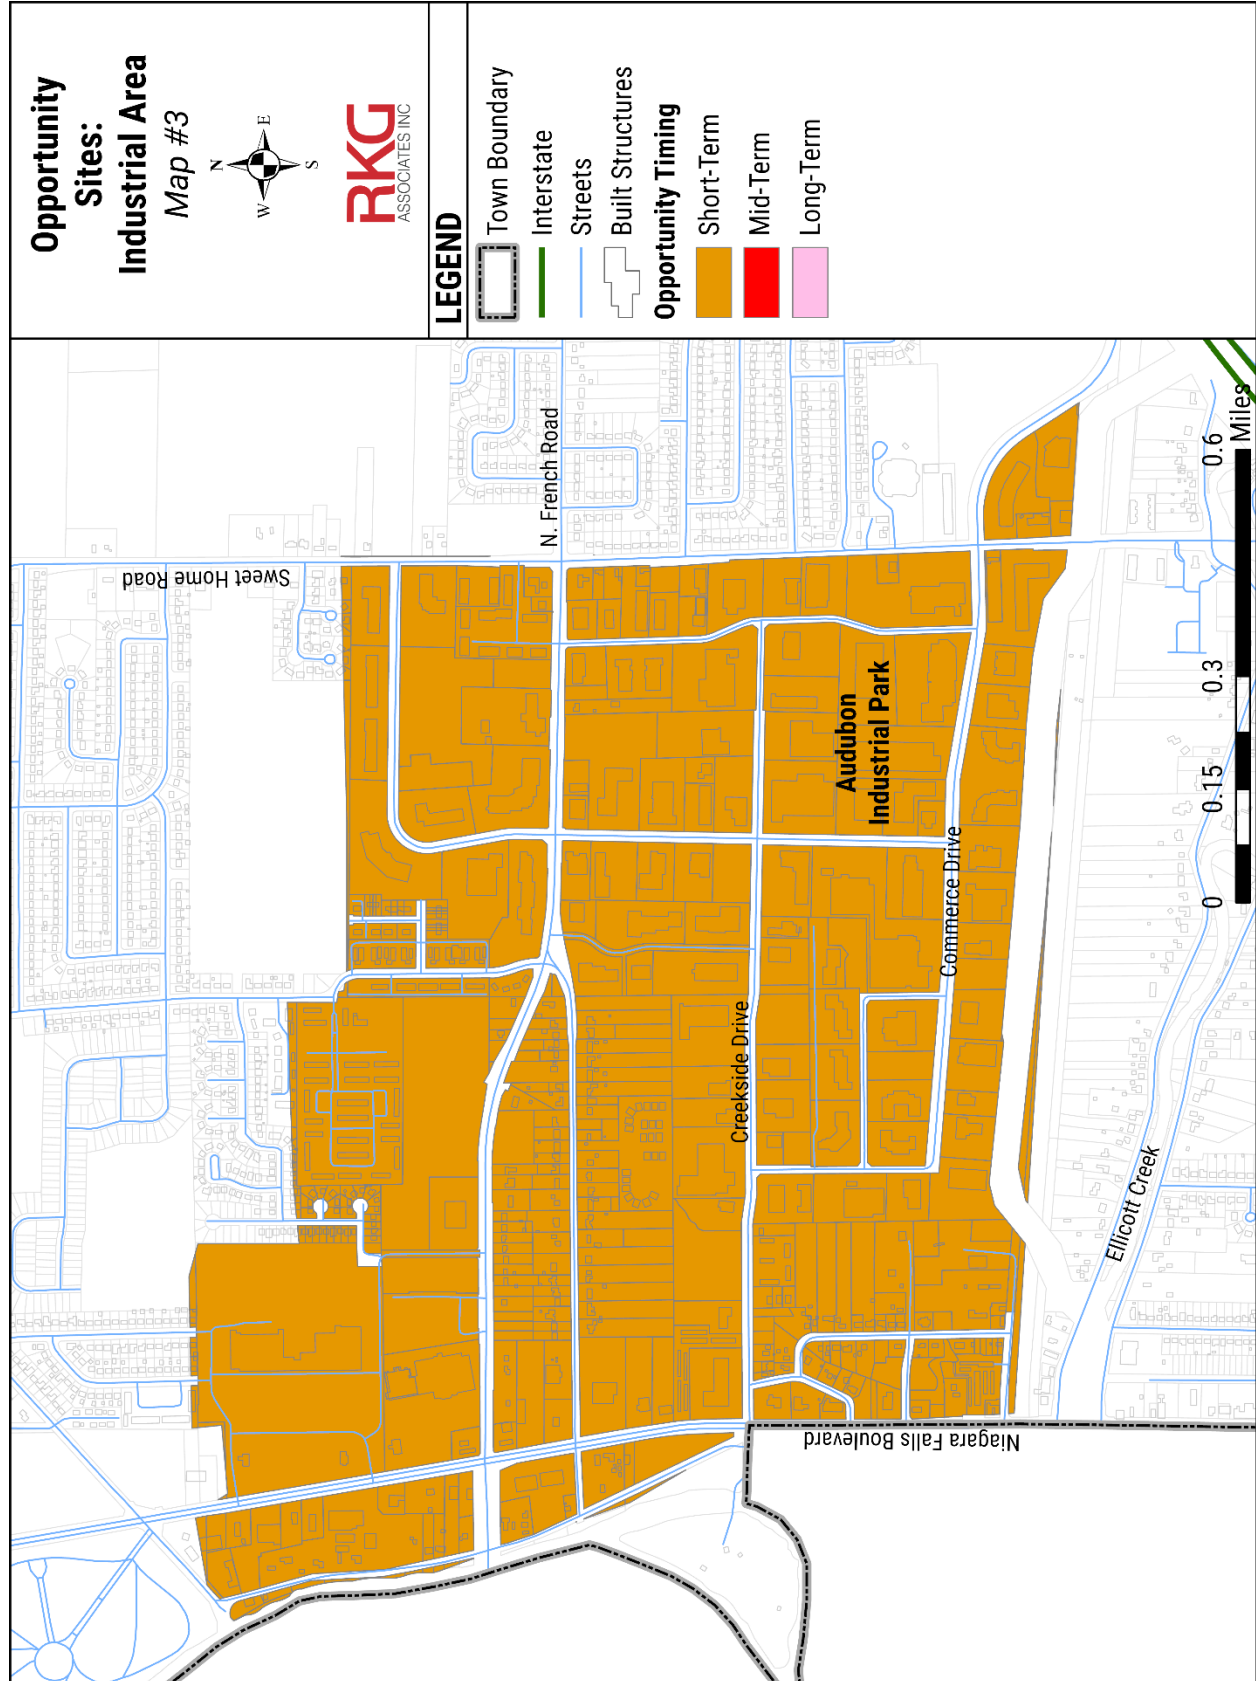 Opportunity
Sites:
Industrial Area
Map #3
N
W
E
S
RKG
ASSOCIATES INC
LEGEND
Town Boundary
Interstate
Streets
Built Structures
Opportunity Timing
Short-Term
Mid-Term
Long-Term
Sweet Home Road
N. French Road
Audubon
Industrial Park
Creekside Drive
Commerce Drive
Niagara Falls Boulevard
Ellicott Creek
0
0.15
0.3
0.6
Miles